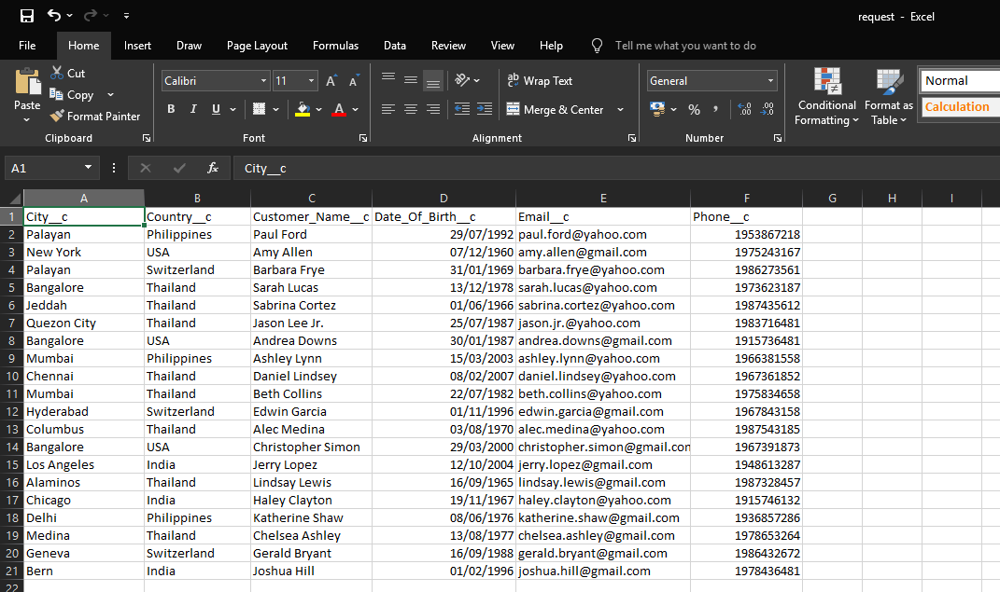 request - Excel
File Home Insert Draw Page Layout Formulas Data Review View Help Tell me what you want to do
Paste
Cut
Copy
Format Painter
Clipboard
Calibri 11
B I U
Font
Wrap Text
Merge & Center
Alignment
General
% ,
Number
Conditional Formatting
Format as Table
Normal
Calculation
A1 fx City__c
A B C D E F G H I
1 City__c Country__c Customer_Name__c Date_Of_Birth__c Email__c Phone__c
2 Palayan Philippines Paul Ford 29/07/1992 paul.ford@yahoo.com 1953867218
3 New York USA Amy Allen 07/12/1960 amy.allen@gmail.com 1975243167
4 Palayan Switzerland Barbara Frye 31/01/1969 barbara.frye@yahoo.com 1986273561
5 Bangalore Thailand Sarah Lucas 13/12/1978 sarah.lucas@yahoo.com 1973623187
6 Jeddah Thailand Sabrina Cortez 01/06/1966 sabrina.cortez@yahoo.com 1987435612
7 Quezon City Thailand Jason Lee Jr. 25/07/1987 jason.jr.@yahoo.com 1983716481
8 Bangalore USA Andrea Downs 30/01/1987 andrea.downs@gmail.com 1915736481
9 Mumbai Philippines Ashley Lynn 15/03/2003 ashley.lynn@yahoo.com 1966381558
10 Chennai Thailand Daniel Lindsey 08/02/2007 daniel.lindsey@yahoo.com 1967361852
11 Mumbai Thailand Beth Collins 22/07/1982 beth.collins@yahoo.com 1975834658
12 Hyderabad Switzerland Edwin Garcia 01/11/1996 edwin.garcia@gmail.com 1967843158
13 Columbus Thailand Alec Medina 03/08/1970 alec.medina@yahoo.com 1987543185
14 Bangalore USA Christopher Simon 29/03/2000 christopher.simon@gmail.con 1967391873
15 Los Angeles India Jerry Lopez 12/10/2004 jerry.lopez@gmail.com 1948613287
16 Alaminos Thailand Lindsay Lewis 16/09/1965 lindsay.lewis@gmail.com 1987328457
17 Chicago India Haley Clayton 19/11/1967 haley.clayton@yahoo.com 1915746132
18 Delhi Philippines Katherine Shaw 08/06/1976 katherine.shaw@gmail.com 1936857286
19 Medina Thailand Chelsea Ashley 13/08/1977 chelsea.ashley@gmail.com 1978653264
20 Geneva Switzerland Gerald Bryant 16/09/1988 gerald.bryant@gmail.com 1986432672
21 Bern India Joshua Hill 01/02/1996 joshua.hill@gmail.com 1978436481
22